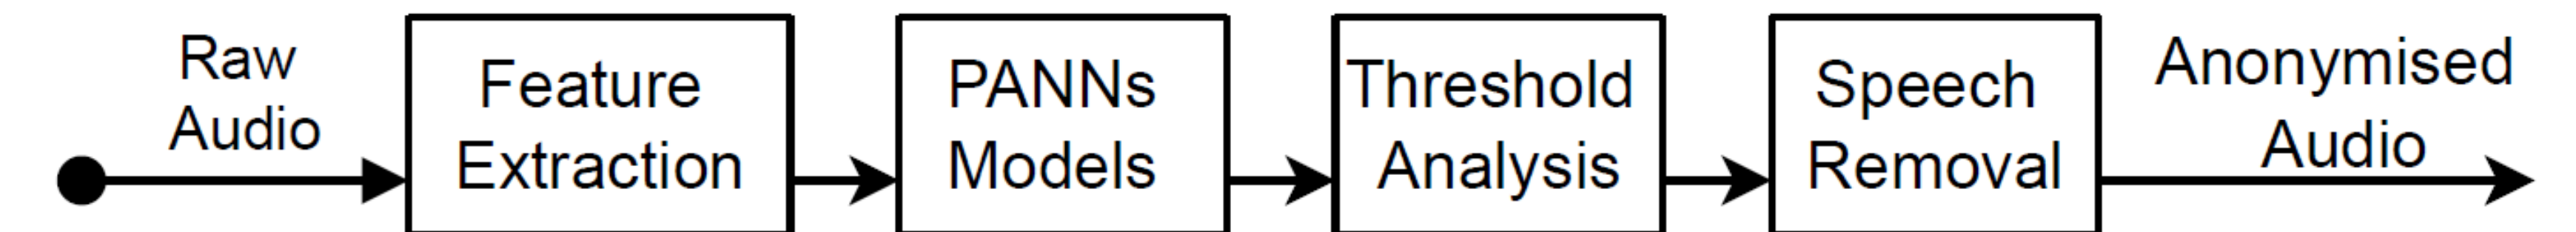 Raw
Audio
Feature
Extraction
PANNs
Models
Threshold
Analysis
Speech
Removal
Anonymised
Audio